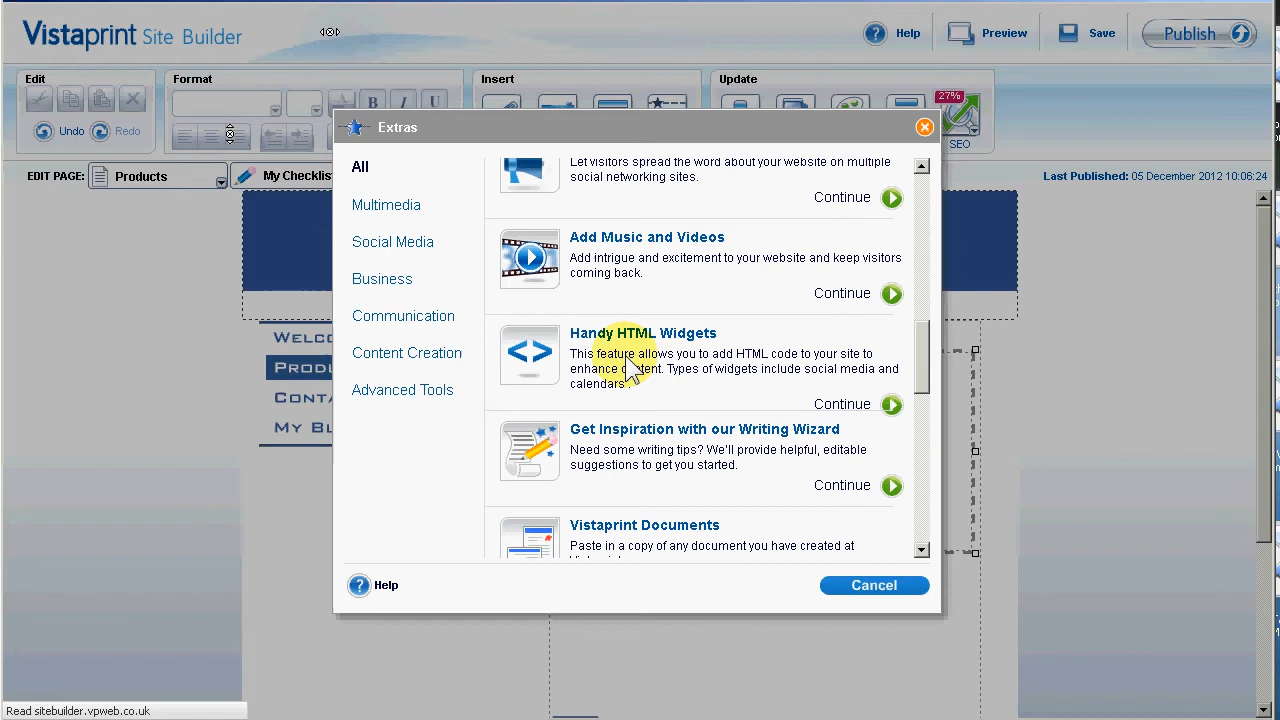 Vistaprint Site Builder
Help
Preview
Save
Publish
Edit
Format
Insert
Update
B I U
27%
Undo
Redo
SEO
EDIT PAGE:
Products
My Checklis
Last Published: 05 December 2012 10:06:24
Extras
All
Multimedia
Social Media
Business
Communication
Content Creation
Advanced Tools
Let visitors spread the word about your website on multiple
social networking sites.
Continue
Add Music and Videos
Add intrigue and excitement to your website and keep visitors
coming back.
Continue
Handy HTML Widgets
This feature allows you to add HTML code to your site to
enhance content. Types of widgets include social media and
calendars.
Continue
Get Inspiration with our Writing Wizard
Need some writing tips? We'll provide helpful, editable
suggestions to get you started.
Continue
Vistaprint Documents
Paste in a copy of any document you have created at
Help
Cancel
WELCO
PRODU
CONTA
MY BL
Read sitebuilder.vpweb.co.uk